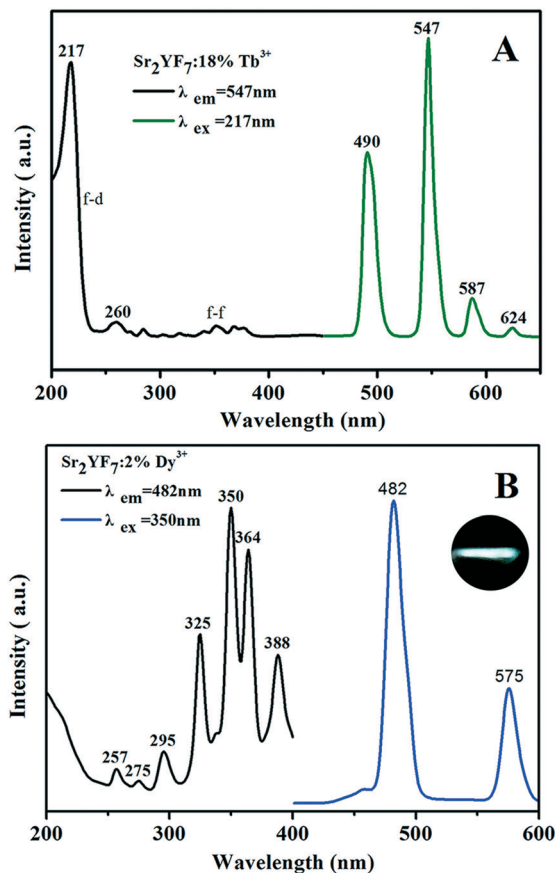 A
Sr₂YF₇:18% Tb³⁺
λ em=547nm
λ ex=217nm
217
f-d
260
f-f
490
547
587
624
Intensity ( a.u.)
200 300 400 500 600
Wavelength (nm)
B
Sr₂YF₇:2% Dy³⁺
λ em=482nm
λ ex=350nm
257
275
295
325
350
364
388
482
575
Intensity ( a.u.)
200 300 400 500 600
Wavelength (nm)